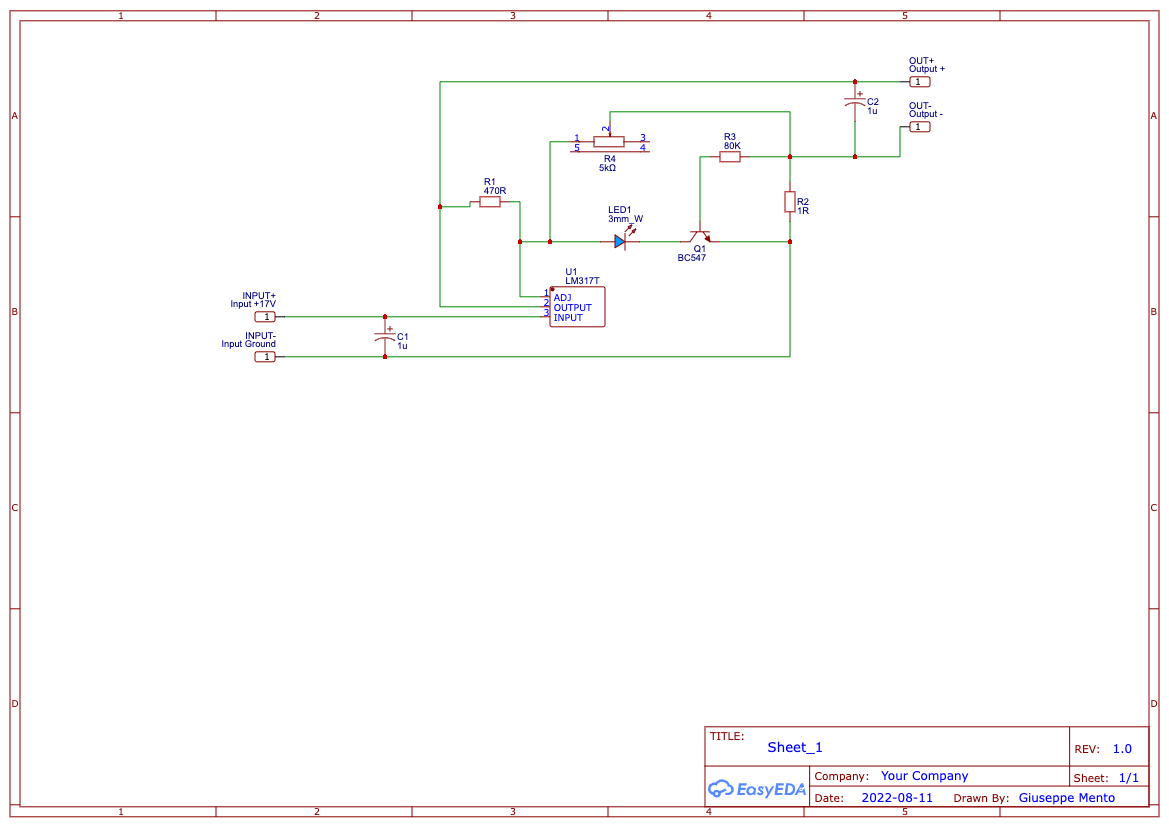 1 2 3 4 5
A A
OUT+
Output +
1
C2
1u
+
OUT-
Output -
1
R3
80K
2
1 3
5 4
R4
5kΩ
R1
470R
R2
1R
LED1
3mm_W
Q1
BC547
U1
LM317T
1 ADJ
2 OUTPUT
3 INPUT
INPUT+
Input +17V
1
B B
INPUT-
Input Ground
1
+
C1
1u
C C
D D
TITLE:
Sheet_1
REV: 1.0
EasyEDA
Company: Your Company
Sheet: 1/1
Date: 2022-08-11 Drawn By: Giuseppe Mento
1 2 3 4 5